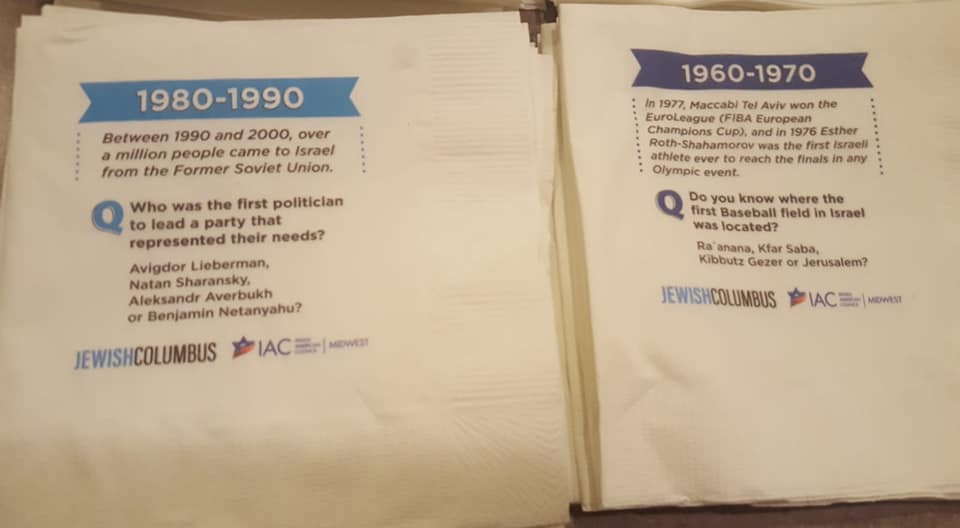 1980-1990
Between 1990 and 2000, over
a million people came to Israel
from the Former Soviet Union.
Q Who was the first politician
to lead a party that
represented their needs?
Avigdor Lieberman,
Natan Sharansky,
Aleksandr Averbukh
or Benjamin Netanyahu?
JEWISHCOLUMBUS IAC MIDWEST
1960-1970
In 1977, Maccabi Tel Aviv won the
EuroLeague (FIBA European
Champions Cup), and in 1976 Esther
Roth-Shahamorov was the first Israeli
athlete ever to reach the finals in any
Olympic event.
Q Do you know where the
first Baseball field in Israel
was located?
Ra'anana, Kfar Saba,
Kibbutz Gezer or Jerusalem?
JEWISHCOLUMBUS IAC MIDWEST